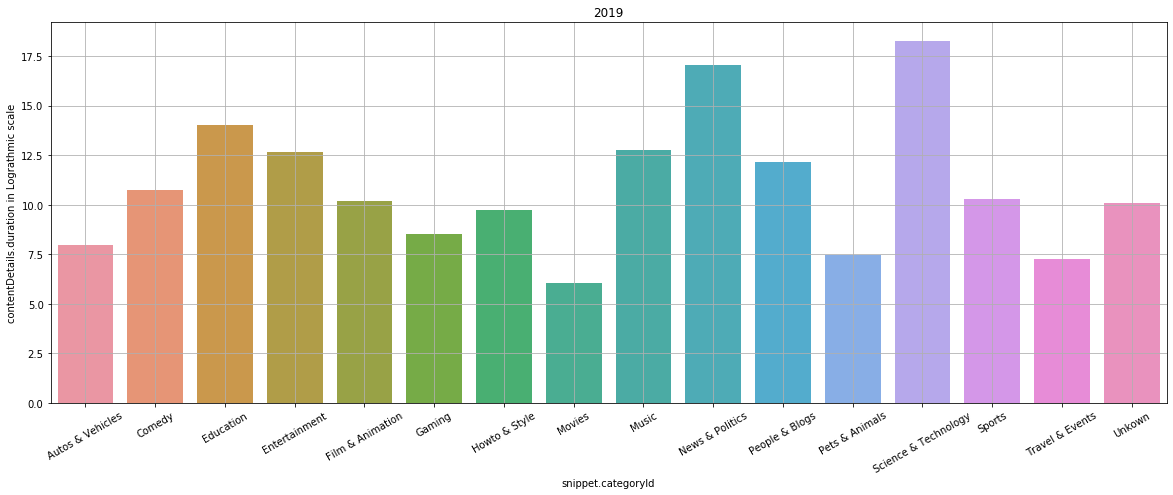 2019
contentDetails.duration in Lograthmic scale
17.5
15.0
12.5
10.0
7.5
5.0
2.5
0.0
Autos & Vehicles
Comedy
Education
Entertainment
Film & Animation
Gaming
Howto & Style
Movies
Music
News & Politics
People & Blogs
Pets & Animals
Science & Technology
Sports
Travel & Events
Unkown
snippet.categoryId